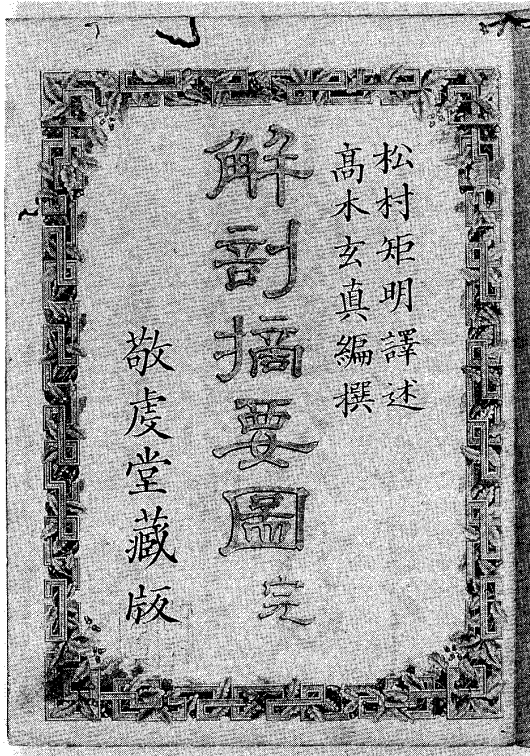 松村矩明譯述
髙木玄真編撰
解剖摘要圖 完
敬虔堂藏版